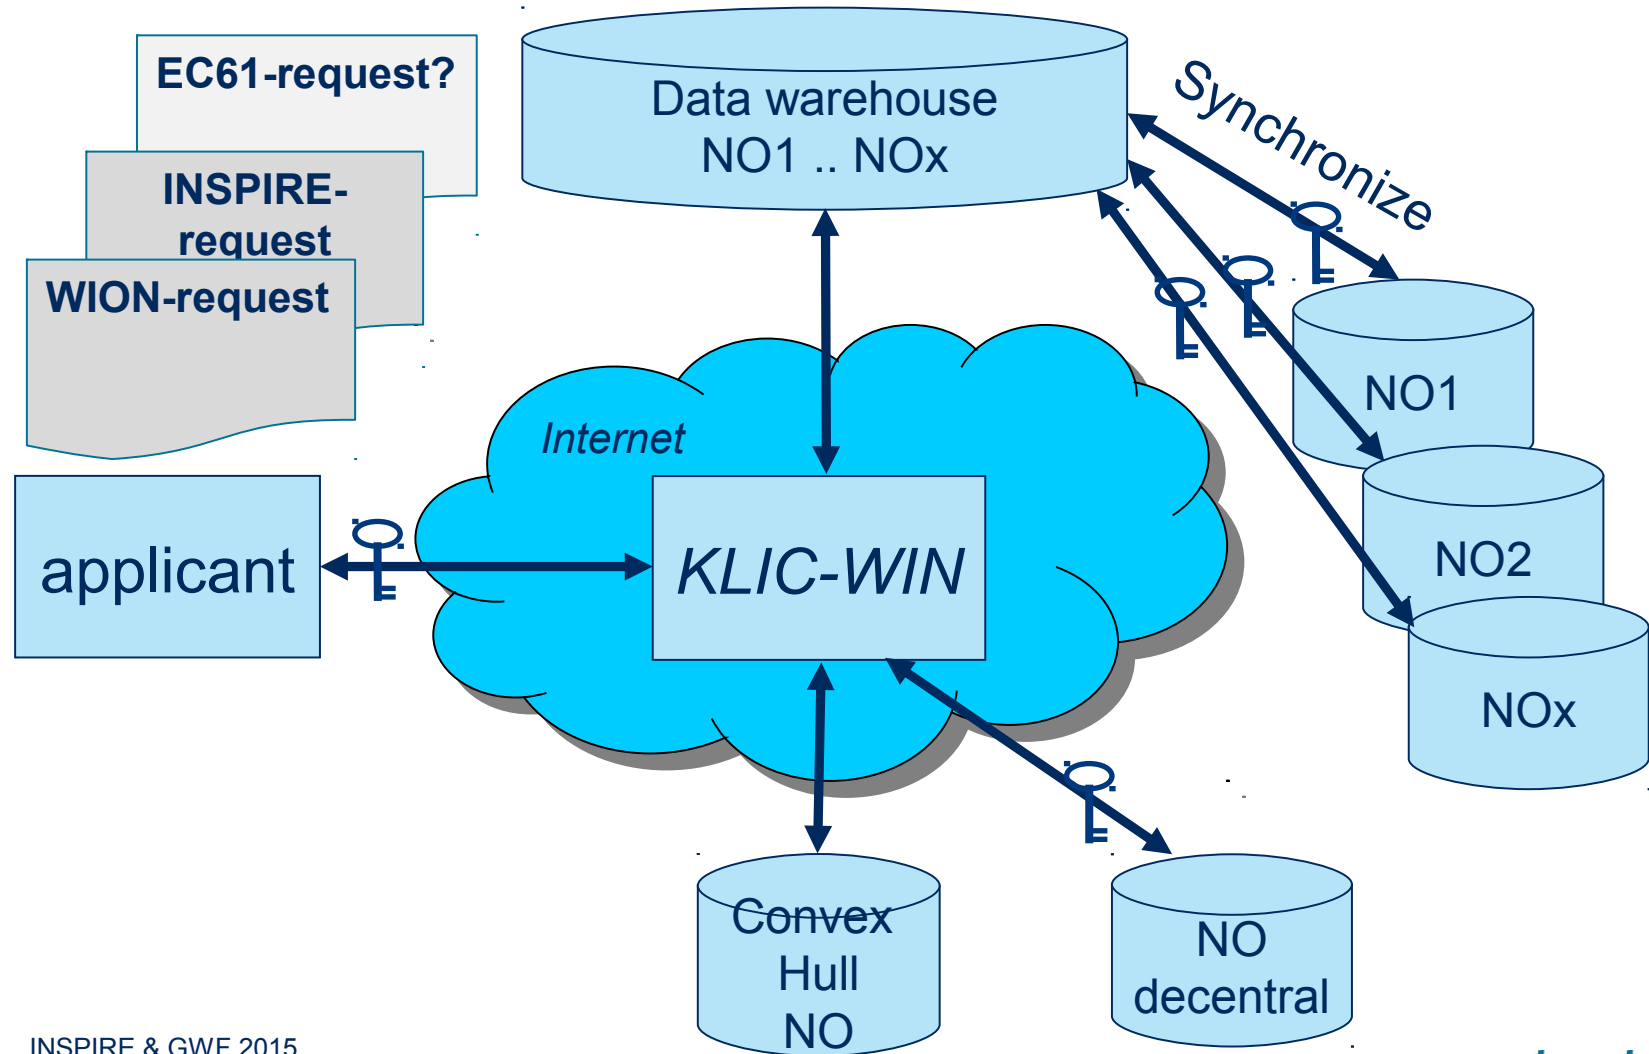 EC61-request?
INSPIRE-
request
WION-request
Data warehouse
NO1 .. NOx
Synchronize
NO1
NO2
NOx
Internet
applicant
KLIC-WIN
Convex
Hull
NO
NO
decentral
INSPIRE & GWF 2015